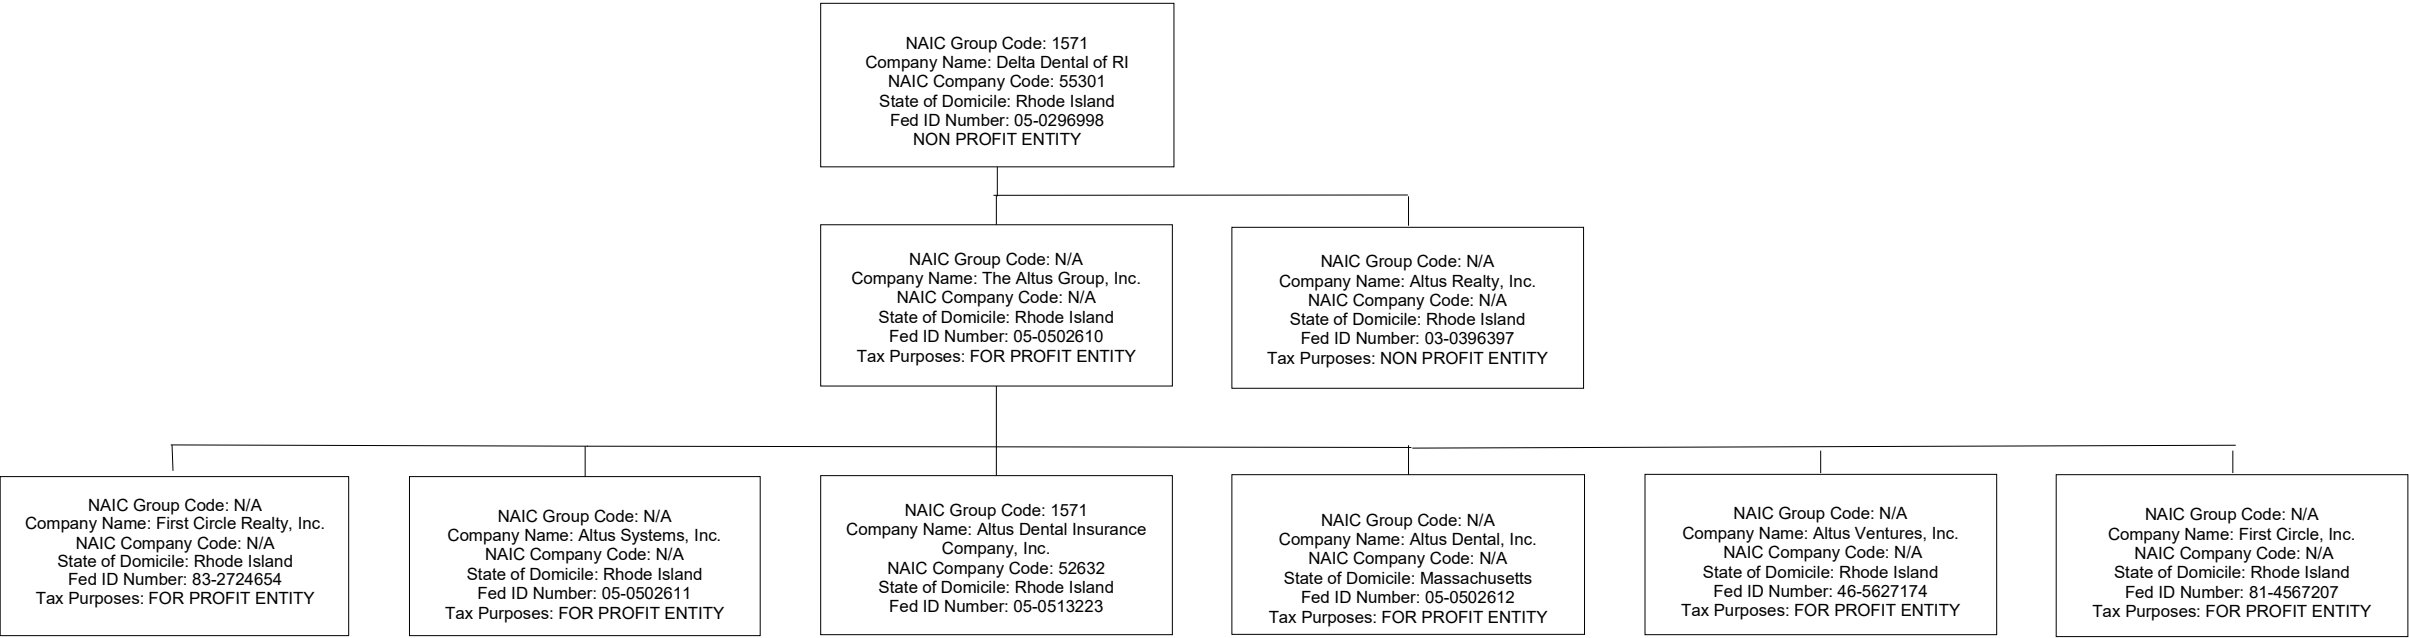 NAIC Group Code: 1571
Company Name: Delta Dental of RI
NAIC Company Code: 55301
State of Domicile: Rhode Island
Fed ID Number: 05-0296998
NON PROFIT ENTITY
NAIC Group Code: N/A
Company Name: The Altus Group, Inc.
NAIC Company Code: N/A
State of Domicile: Rhode Island
Fed ID Number: 05-0502610
Tax Purposes: FOR PROFIT ENTITY
NAIC Group Code: N/A
Company Name: Altus Realty, Inc.
NAIC Company Code: N/A
State of Domicile: Rhode Island
Fed ID Number: 03-0396397
Tax Purposes: NON PROFIT ENTITY
NAIC Group Code: N/A
Company Name: First Circle Realty, Inc.
NAIC Company Code: N/A
State of Domicile: Rhode Island
Fed ID Number: 83-2724654
Tax Purposes: FOR PROFIT ENTITY
NAIC Group Code: N/A
Company Name: Altus Systems, Inc.
NAIC Company Code: N/A
State of Domicile: Rhode Island
Fed ID Number: 05-0502611
Tax Purposes: FOR PROFIT ENTITY
NAIC Group Code: 1571
Company Name: Altus Dental Insurance
Company, Inc.
NAIC Company Code: 52632
State of Domicile: Rhode Island
Fed ID Number: 05-0513223
NAIC Group Code: N/A
Company Name: Altus Dental, Inc.
NAIC Company Code: N/A
State of Domicile: Massachusetts
Fed ID Number: 05-0502612
Tax Purposes: FOR PROFIT ENTITY
NAIC Group Code: N/A
Company Name: Altus Ventures, Inc.
NAIC Company Code: N/A
State of Domicile: Rhode Island
Fed ID Number: 46-5627174
Tax Purposes: FOR PROFIT ENTITY
NAIC Group Code: N/A
Company Name: First Circle, Inc.
NAIC Company Code: N/A
State of Domicile: Rhode Island
Fed ID Number: 81-4567207
Tax Purposes: FOR PROFIT ENTITY